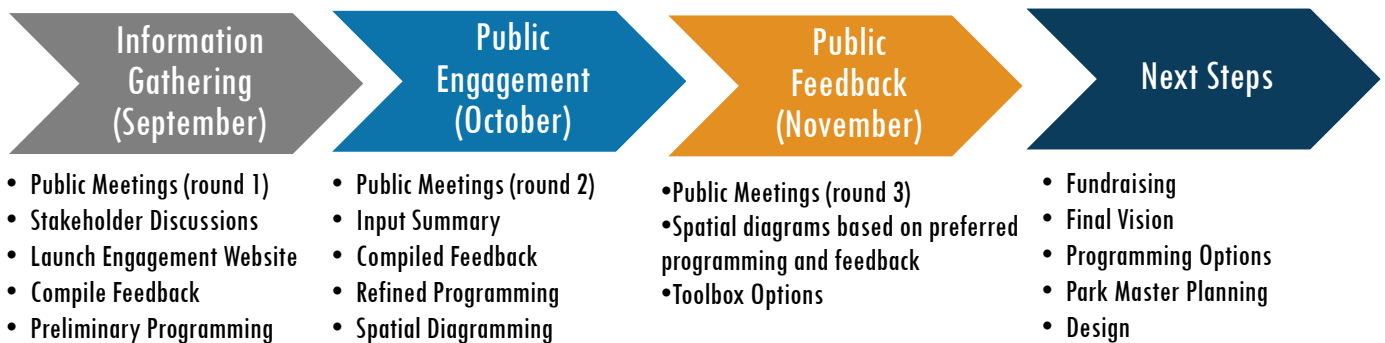 Information
Gathering
(September)
Public
Engagement
(October)
Public
Feedback
(November)
Next Steps
• Public Meetings (round 1)
• Stakeholder Discussions
• Launch Engagement Website
• Compile Feedback
• Preliminary Programming
• Public Meetings (round 2)
• Input Summary
• Compiled Feedback
• Refined Programming
• Spatial Diagramming
•Public Meetings (round 3)
•Spatial diagrams based on preferred
programming and feedback
•Toolbox Options
• Fundraising
• Final Vision
• Programming Options
• Park Master Planning
• Design